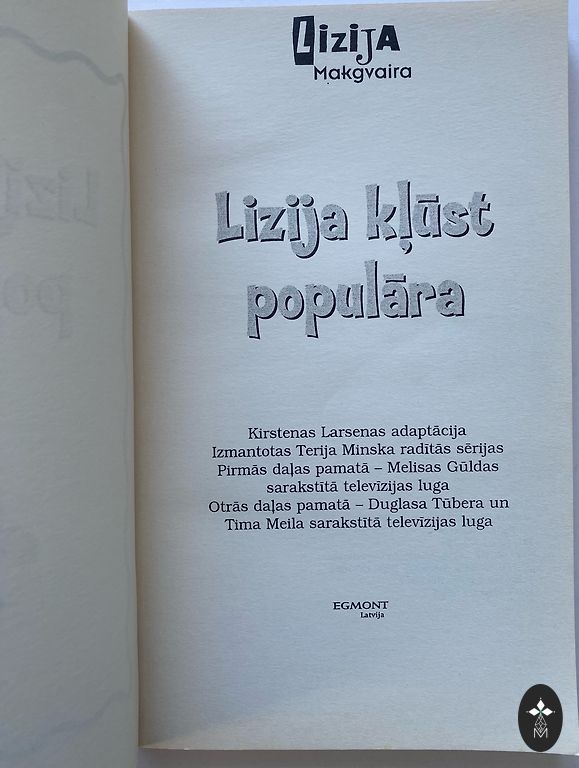 LIZIJA
Makgvaira
Lizija kļūst
populāra
Kirstenas Larsenas adaptācija
Izmantotas Terija Minska radītās sērijas
Pirmās daļas pamatā – Melisas Gūldas
sarakstītā televīzijas luga
Otrās daļas pamatā – Duglasa Tūbera un
Tima Meila sarakstītā televīzijas luga
EGMONT
Latvija
M